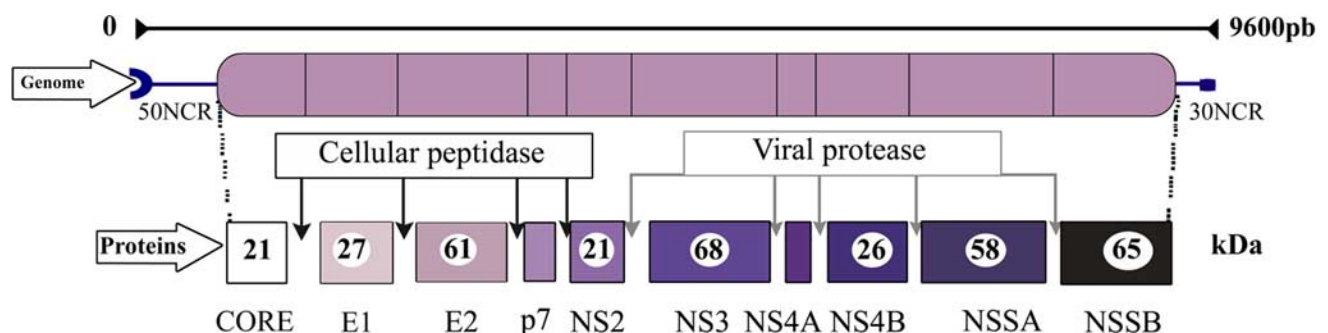 0 9600pb
Genome
50NCR 30NCR
Cellular peptidase Viral protease
Proteins 21 27 61 21 68 26 58 65 kDa
CORE E1 E2 p7 NS2 NS3 NS4A NS4B NSSA NSSB